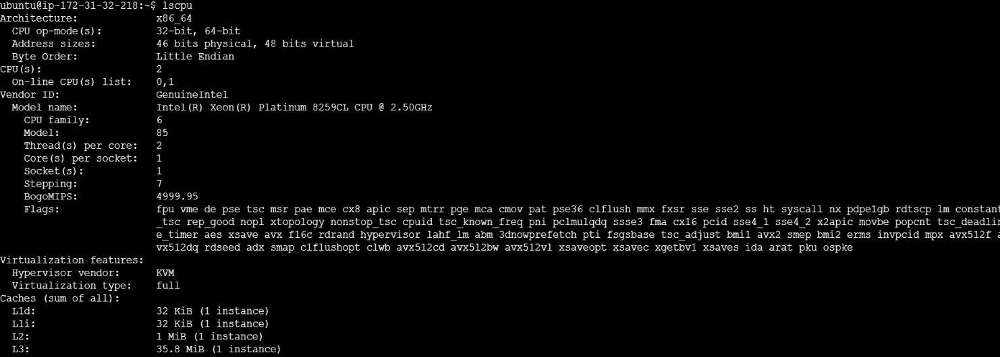 ubuntu@ip-172-31-32-218:~$ lscpu
Architecture:            x86_64
  CPU op-mode(s):        32-bit, 64-bit
  Address sizes:         46 bits physical, 48 bits virtual
  Byte Order:            Little Endian
CPU(s):                  2
  On-line CPU(s) list:   0,1
Vendor ID:               GenuineIntel
  Model name:            Intel(R) Xeon(R) Platinum 8259CL CPU @ 2.50GHz
    CPU family:          6
    Model:               85
    Thread(s) per core:  2
    Core(s) per socket:  1
    Socket(s):           1
    Stepping:            7
    BogoMIPS:            4999.95
    Flags:               fpu vme de pse tsc msr pae mce cx8 apic sep mtrr pge mca cmov pat pse36 clflush mmx fxsr sse sse2 ss ht syscall nx pdpe1gb rdtscp lm constant
                         _tsc rep_good nopl xtopology nonstop_tsc cpuid tsc_known_freq pni pclmulqdq ssse3 fma cx16 pcid sse4_1 sse4_2 x2apic movbe popcnt tsc_deadlin
                         e_timer aes xsave avx f16c rdrand hypervisor lahf_lm abm 3dnowprefetch pti fsgsbase tsc_adjust bmi1 avx2 smep bmi2 erms invpcid mpx avx512f a
                         vx512dq rdseed adx smap clflushopt clwb avx512cd avx512bw avx512vl xsaveopt xsavec xgetbv1 xsaves ida arat pku ospke
Virtualization features:
  Hypervisor vendor:     KVM
  Virtualization type:   full
Caches (sum of all):
  L1d:                   32 KiB (1 instance)
  L1i:                   32 KiB (1 instance)
  L2:                    1 MiB (1 instance)
  L3:                    35.8 MiB (1 instance)